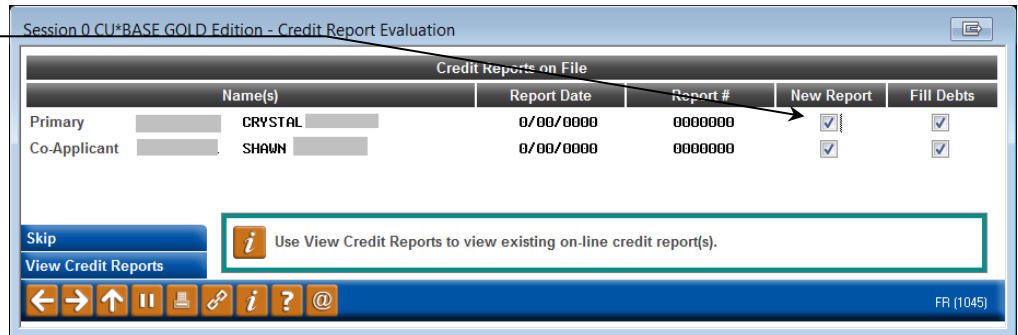 Session 0 CU*BASE GOLD Edition - Credit Report Evaluation
Credit Reports on File
Name(s) Report Date Report # New Report Fill Debts
Primary CRYSTAL 0/00/0000 0000000
Co-Applicant SHAWN 0/00/0000 0000000
Skip
View Credit Reports
i Use View Credit Reports to view existing on-line credit report(s).
i ? @ FR (1045)